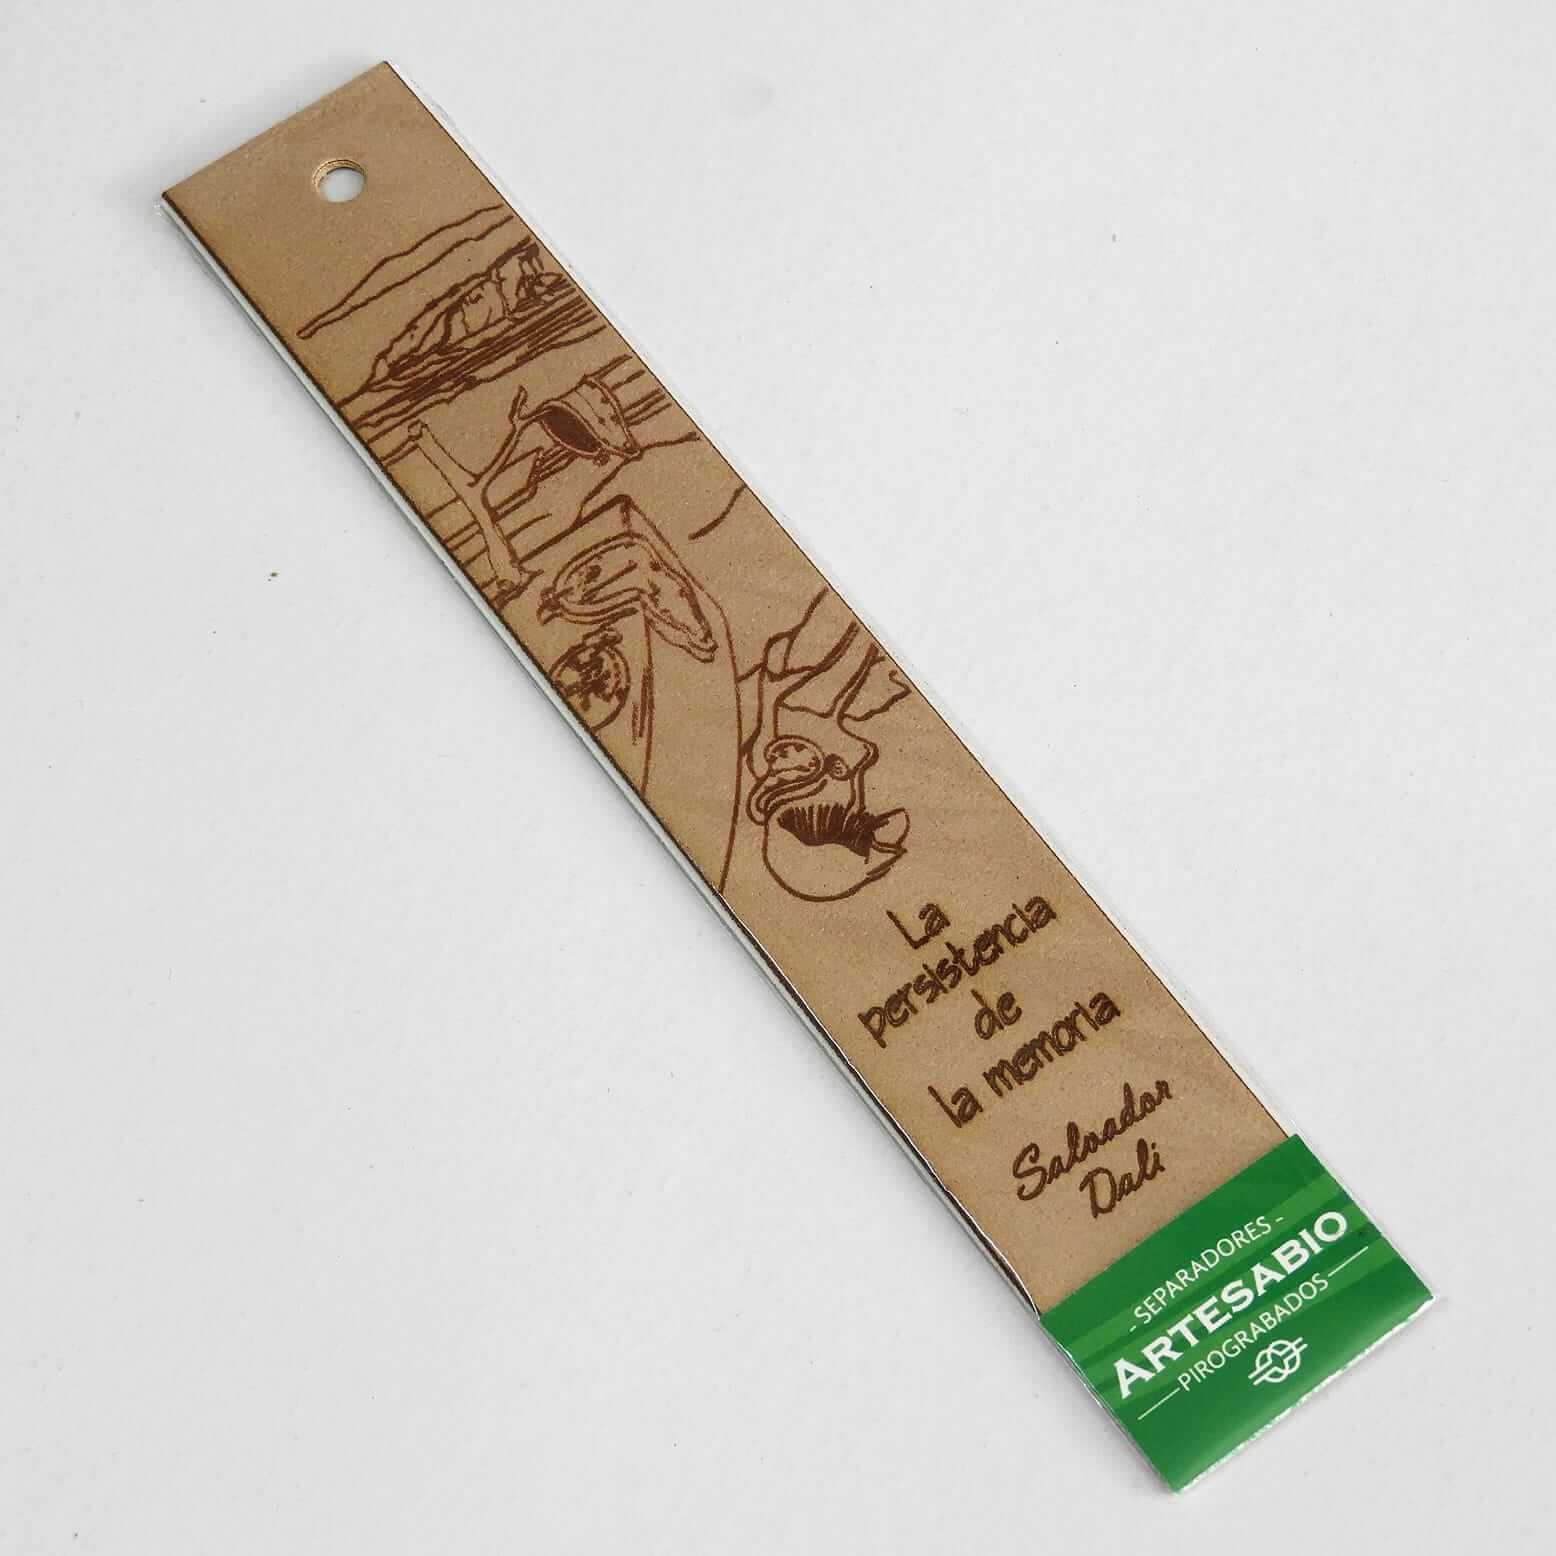 La
persistencia
de
la memoria
Salvador
Dali
- SEPARADORES -
ARTESABIO
PIROGRABADOS